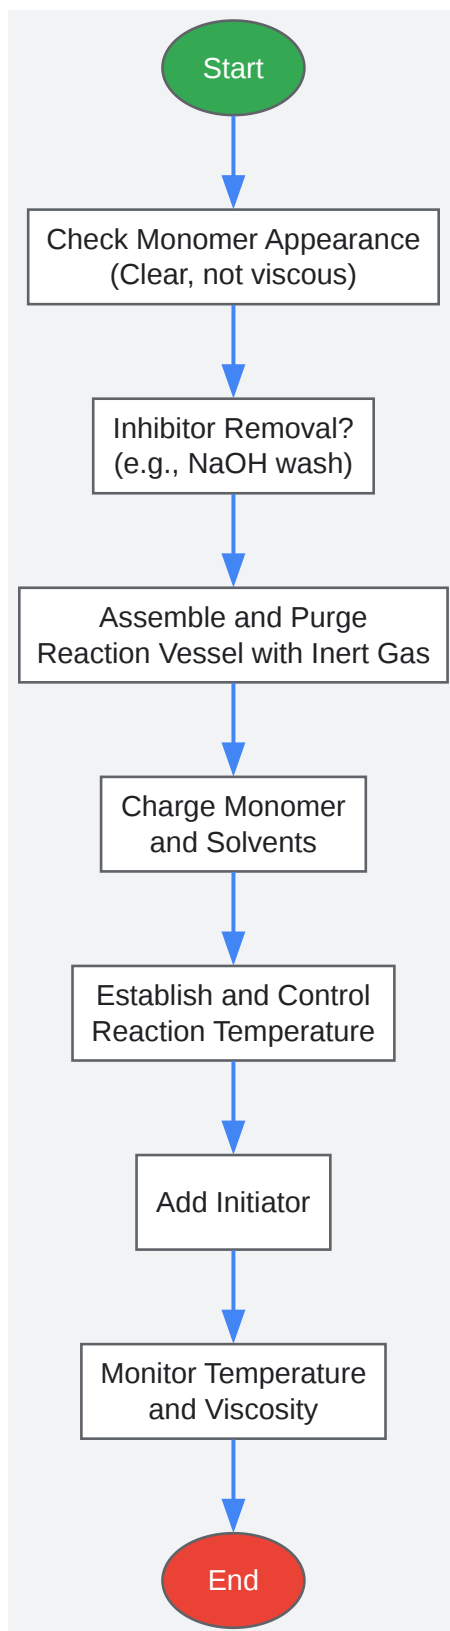 Start
Check Monomer Appearance
(Clear, not viscous)
Inhibitor Removal?
(e.g., NaOH wash)
Assemble and Purge
Reaction Vessel with Inert Gas
Charge Monomer
and Solvents
Establish and Control
Reaction Temperature
Add Initiator
Monitor Temperature
and Viscosity
End